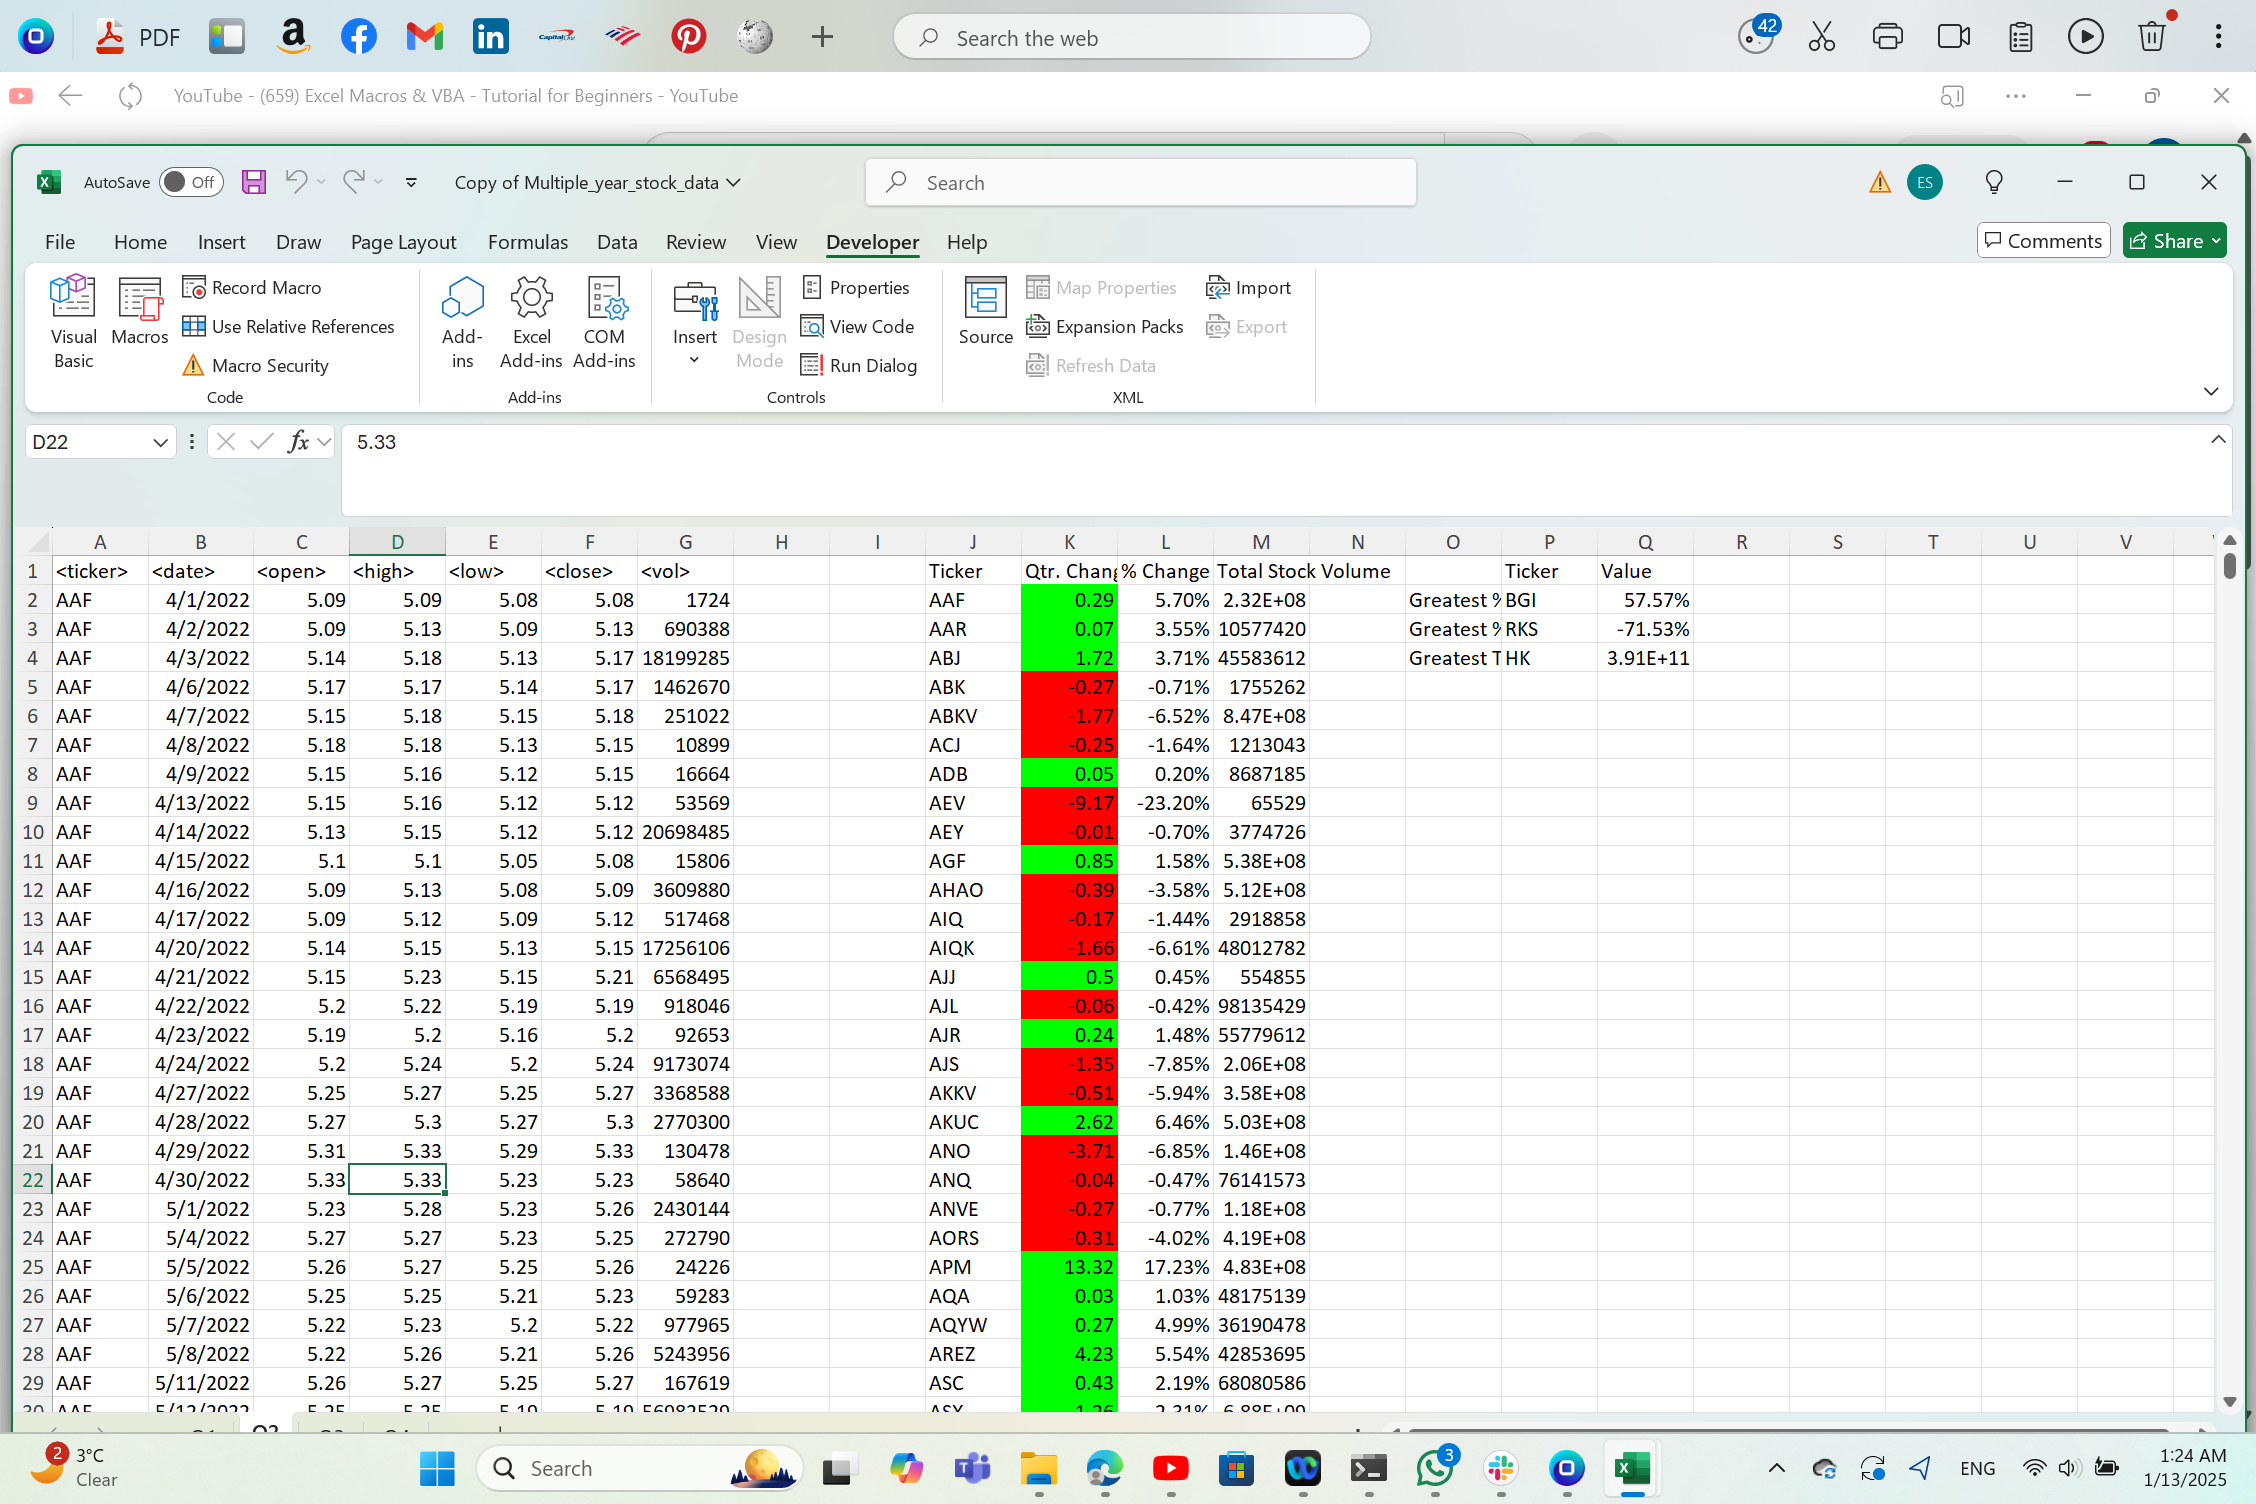 PDF
Search the web
42
YouTube - (659) Excel Macros & VBA - Tutorial for Beginners - YouTube
AutoSave Off
Copy of Multiple_year_stock_data
Search
ES
File Home Insert Draw Page Layout Formulas Data Review View Developer Help
Comments Share
Visual Basic
Macros
Record Macro
Use Relative References
Macro Security
Code
Add-ins
Excel Add-ins
COM Add-ins
Add-ins
Insert
Design Mode
Properties
View Code
Run Dialog
Controls
Source
Map Properties
Expansion Packs
Refresh Data
Import
Export
XML
D22
fx
5.33
A B C D E F G H I J K L M N O P Q R S T U V
1 <ticker> <date> <open> <high> <low> <close> <vol> Ticker Qtr. Chang % Change Total Stock Volume Ticker Value
2 AAF 4/1/2022 5.09 5.09 5.08 5.08 1724 AAF 0.29 5.70% 2.32E+08 Greatest % BGI 57.57%
3 AAF 4/2/2022 5.09 5.13 5.09 5.13 690388 AAR 0.07 3.55% 10577420 Greatest % RKS -71.53%
4 AAF 4/3/2022 5.14 5.18 5.13 5.17 18199285 ABJ 1.72 3.71% 45583612 Greatest T HK 3.91E+11
5 AAF 4/6/2022 5.17 5.17 5.14 5.17 1462670 ABK -0.27 -0.71% 1755262
6 AAF 4/7/2022 5.15 5.18 5.15 5.18 251022 ABKV -1.77 -6.52% 8.47E+08
7 AAF 4/8/2022 5.18 5.18 5.13 5.15 10899 ACJ -0.25 -1.64% 1213043
8 AAF 4/9/2022 5.15 5.16 5.12 5.15 16664 ADB 0.05 0.20% 8687185
9 AAF 4/13/2022 5.15 5.16 5.12 5.12 53569 AEV -9.17 -23.20% 65529
10 AAF 4/14/2022 5.13 5.15 5.12 5.12 20698485 AEY -0.01 -0.70% 3774726
11 AAF 4/15/2022 5.1 5.1 5.05 5.08 15806 AGF 0.85 1.58% 5.38E+08
12 AAF 4/16/2022 5.09 5.13 5.08 5.09 3609880 AHAO -0.39 -3.58% 5.12E+08
13 AAF 4/17/2022 5.09 5.12 5.09 5.12 517468 AIQ -0.17 -1.44% 2918858
14 AAF 4/20/2022 5.14 5.15 5.13 5.15 17256106 AIQK -1.66 -6.61% 48012782
15 AAF 4/21/2022 5.15 5.23 5.15 5.21 6568495 AJJ 0.5 0.45% 554855
16 AAF 4/22/2022 5.2 5.22 5.19 5.19 918046 AJL -0.06 -0.42% 98135429
17 AAF 4/23/2022 5.19 5.2 5.16 5.2 92653 AJR 0.24 1.48% 55779612
18 AAF 4/24/2022 5.2 5.24 5.2 5.24 9173074 AJS -1.35 -7.85% 2.06E+08
19 AAF 4/27/2022 5.25 5.27 5.25 5.27 3368588 AKKV -0.51 -5.94% 3.58E+08
20 AAF 4/28/2022 5.27 5.3 5.27 5.3 2770300 AKUC 2.62 6.46% 5.03E+08
21 AAF 4/29/2022 5.31 5.33 5.29 5.33 130478 ANO -3.71 -6.85% 1.46E+08
22 AAF 4/30/2022 5.33 5.33 5.23 5.23 58640 ANQ -0.04 -0.47% 76141573
23 AAF 5/1/2022 5.23 5.28 5.23 5.26 2430144 ANVE -0.27 -0.77% 1.18E+08
24 AAF 5/4/2022 5.27 5.27 5.23 5.25 272790 AORS -0.31 -4.02% 4.19E+08
25 AAF 5/5/2022 5.26 5.27 5.25 5.26 24226 APM 13.32 17.23% 4.83E+08
26 AAF 5/6/2022 5.25 5.25 5.21 5.23 59283 AQA 0.03 1.03% 48175139
27 AAF 5/7/2022 5.22 5.23 5.2 5.22 977965 AQYW 0.27 4.99% 36190478
28 AAF 5/8/2022 5.22 5.26 5.21 5.26 5243956 AREZ 4.23 5.54% 42853695
29 AAF 5/11/2022 5.26 5.27 5.25 5.27 167619 ASC 0.43 2.19% 68080586
2
3°C
Clear
Search
3
ENG
1:24 AM
1/13/2025